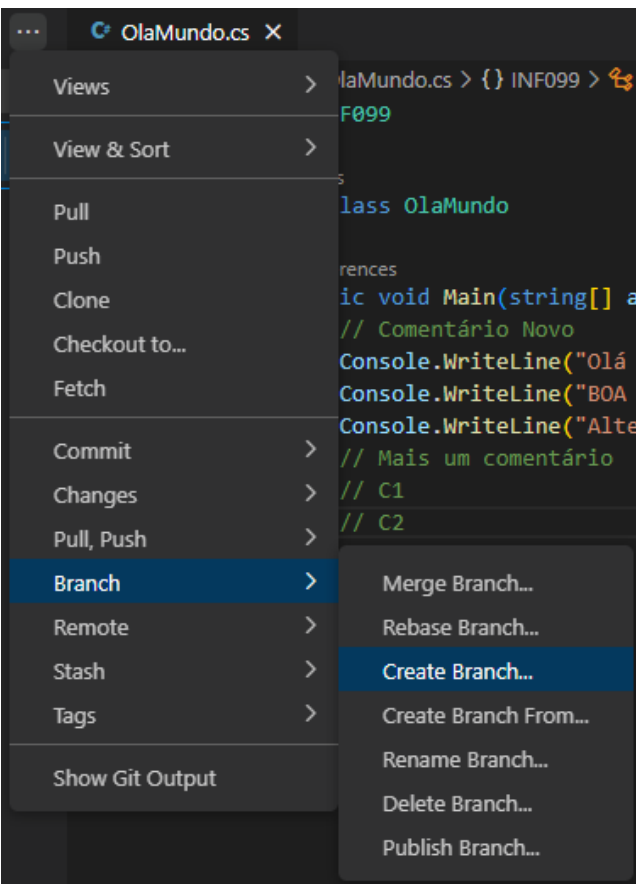 ··· C# OlaMundo.cs ×
laMundo.cs > {} INF099 >
F099
s
lass OlaMundo
rences
ic void Main(string[] a
// Comentário Novo
Console.WriteLine("Olá
Console.WriteLine("BOA
Console.WriteLine("Alte
// Mais um comentário
// C1
// C2
Views >
View & Sort >
Pull
Push
Clone
Checkout to...
Fetch
Commit >
Changes >
Pull, Push >
Branch >
Remote >
Stash >
Tags >
Show Git Output
Merge Branch...
Rebase Branch...
Create Branch...
Create Branch From...
Rename Branch...
Delete Branch...
Publish Branch...